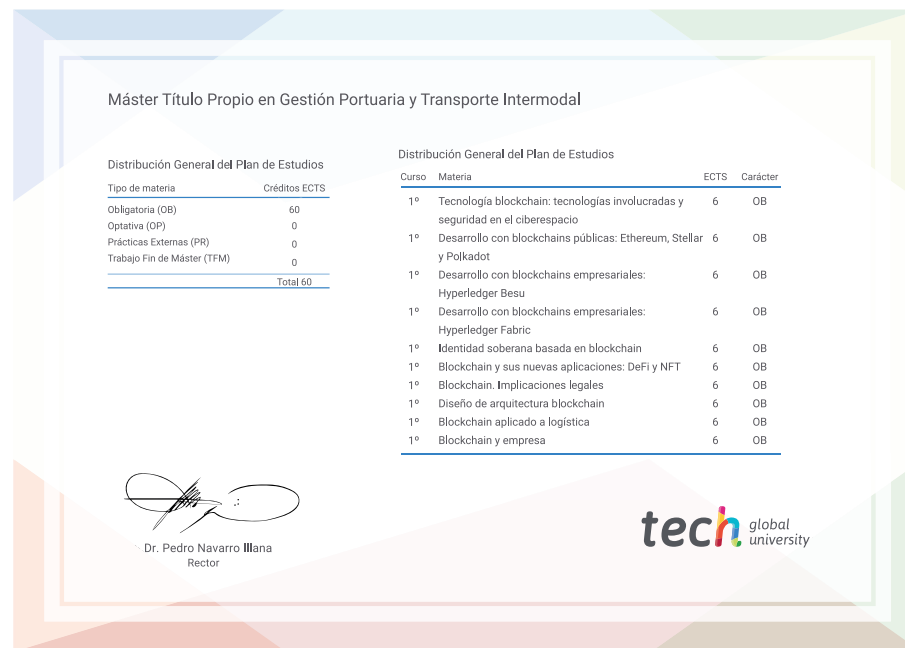 Máster Título Propio en Gestión Portuaria y Transporte Intermodal
Distribución General del Plan de Estudios
Tipo de materia Créditos ECTS
Obligatoria (OB) 60
Optativa (OP) 0
Prácticas Externas (PR) 0
Trabajo Fin de Máster (TFM) 0
Total 60
Distribución General del Plan de Estudios
Curso Materia ECTS Carácter
1º Tecnología blockchain: tecnologías involucradas y 6 OB
seguridad en el ciberespacio
1º Desarrollo con blockchains públicas: Ethereum, Stellar 6 OB
y Polkadot
1º Desarrollo con blockchains empresariales: 6 OB
Hyperledger Besu
1º Desarrollo con blockchains empresariales: 6 OB
Hyperledger Fabric
1º Identidad soberana basada en blockchain 6 OB
1º Blockchain y sus nuevas aplicaciones: DeFi y NFT 6 OB
1º Blockchain. Implicaciones legales 6 OB
1º Diseño de arquitectura blockchain 6 OB
1º Blockchain aplicado a logística 6 OB
1º Blockchain y empresa 6 OB
Dr. Pedro Navarro Illana
Rector
tech global
university